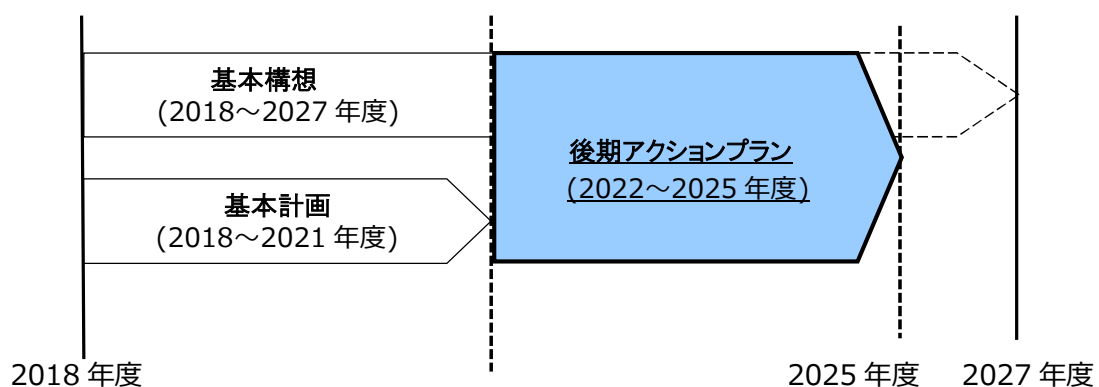 基本構想
(2018～2027 年度)
後期アクションプラン
(2022～2025 年度)
基本計画
(2018～2021 年度)
2018 年度
2025 年度
2027 年度